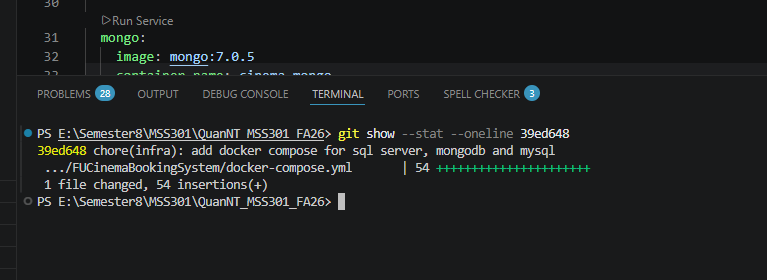 30
Run Service
31 mongo:
32 image: mongo:7.0.5
33 container_name: cinema-mongo
PROBLEMS 28 OUTPUT DEBUG CONSOLE TERMINAL PORTS SPELL CHECKER 3
PS E:\Semester8\MSS301\QuanNT_MSS301_FA26> git show --stat --oneline 39ed648
39ed648 chore(infra): add docker compose for sql server, mongodb and mysql
.../FUCinemaBookingSystem/docker-compose.yml | 54 ++++++++++++++++++++++
1 file changed, 54 insertions(+)
PS E:\Semester8\MSS301\QuanNT_MSS301_FA26>